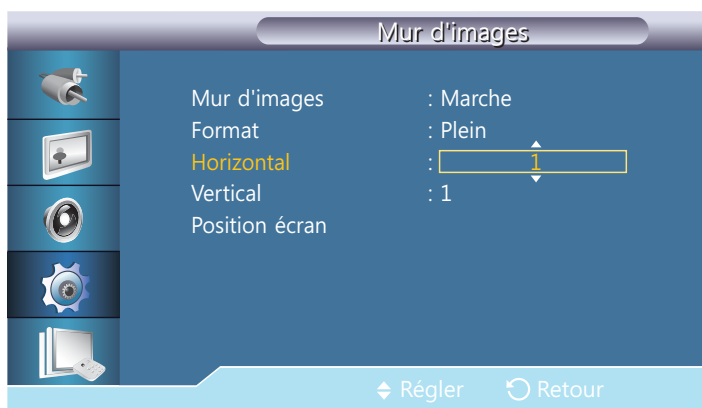 Mur d'images
Mur d'images : Marche
Format : Plein
Horizontal : 1
Vertical : 1
Position écran
Régler Retour